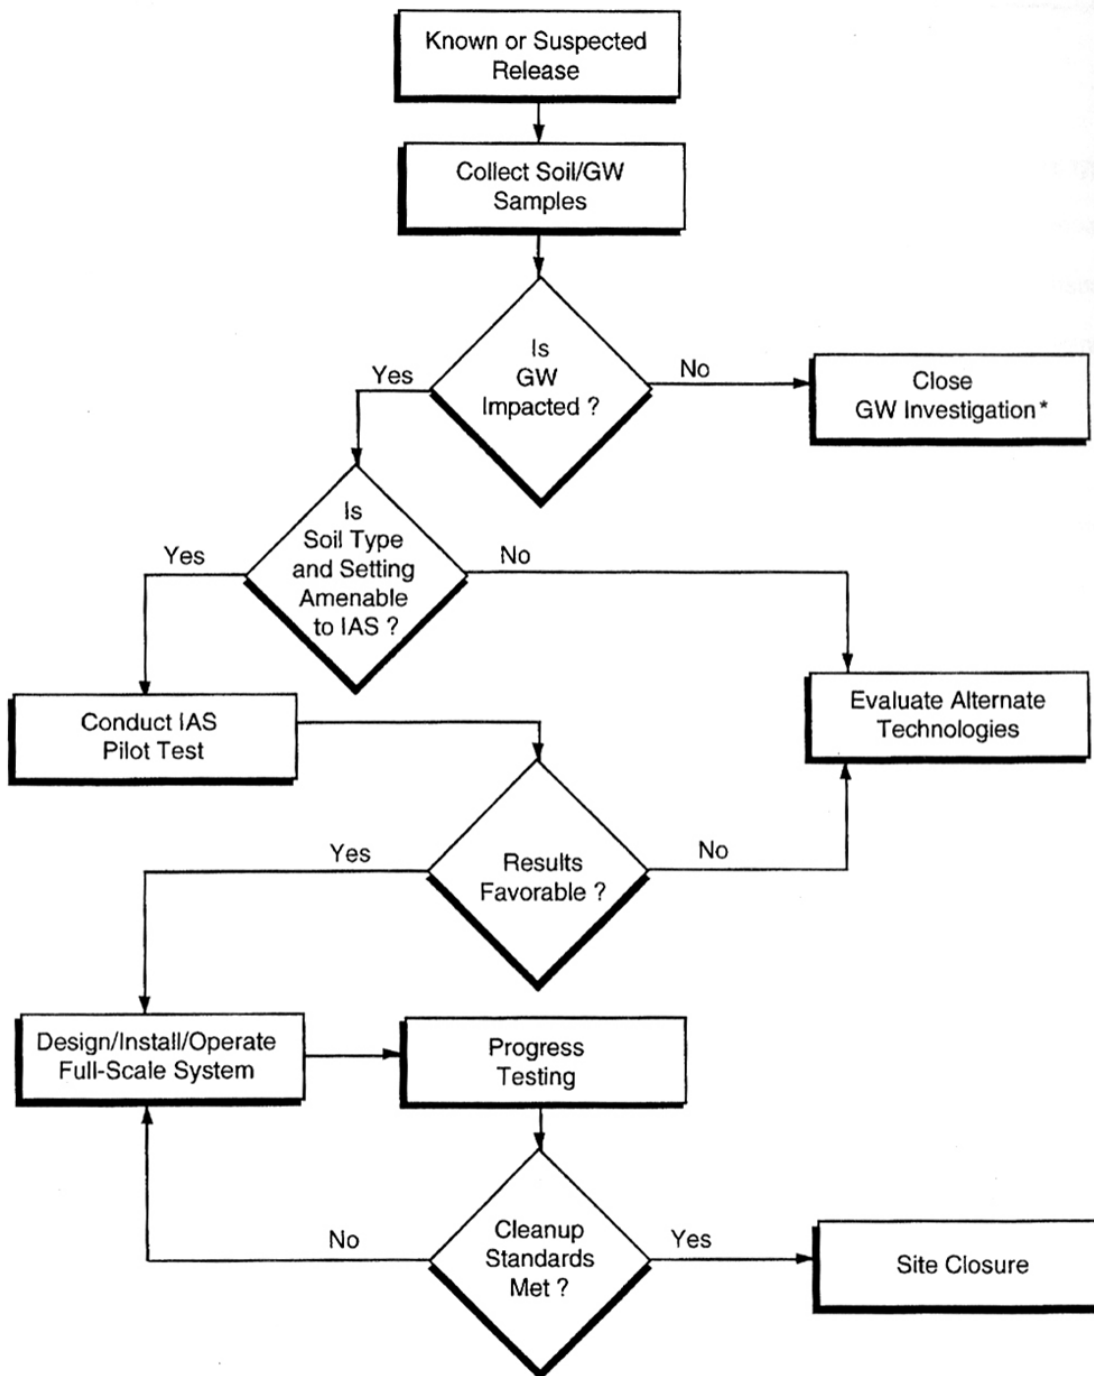 Known or Suspected
Release
Collect Soil/GW
Samples
Is
GW
Impacted ?
Yes
No
Close
GW Investigation*
Is
Soil Type
and Setting
Amenable
to IAS ?
Yes
No
Conduct IAS
Pilot Test
Evaluate Alternate
Technologies
Results
Favorable ?
Yes
No
Design/Install/Operate
Full-Scale System
Progress
Testing
Cleanup
Standards
Met ?
No
Yes
Site Closure